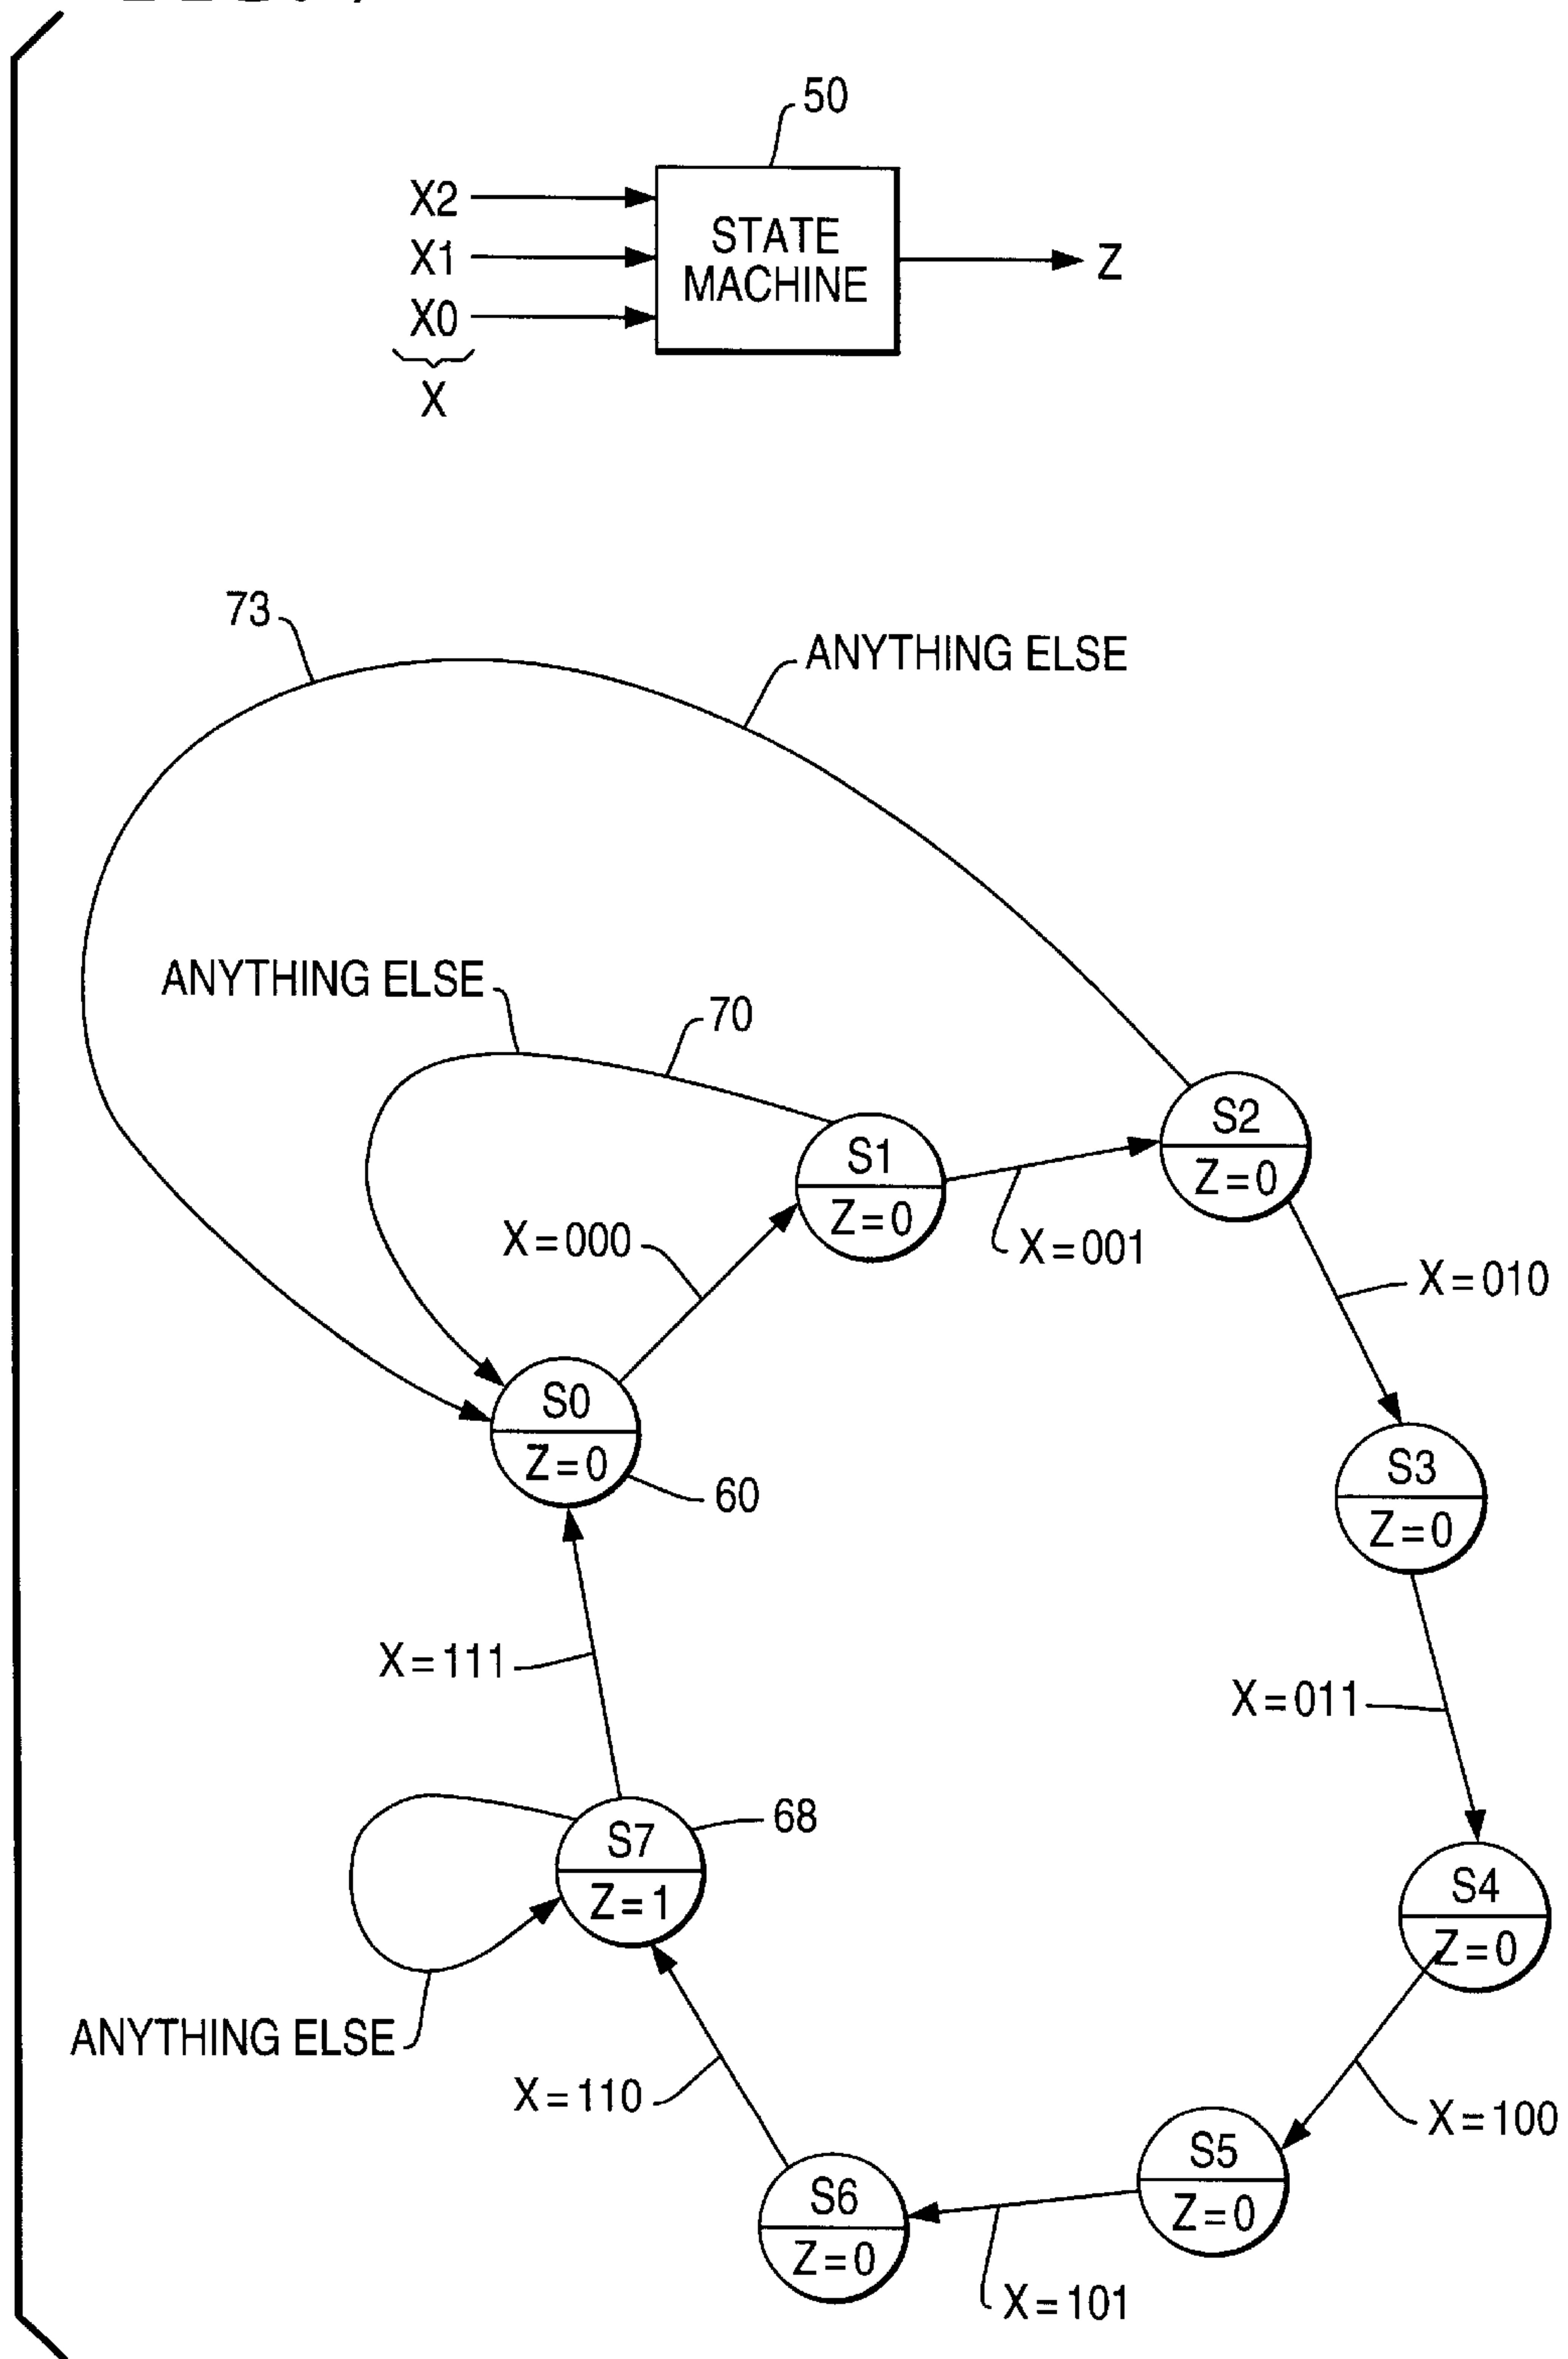 50
X2
X1
X0
X
STATE
MACHINE
Z
73
ANYTHING ELSE
ANYTHING ELSE
70
S2
Z=0
S1
Z=0
X=000
X=001
X=010
S0
Z=0
60
S3
Z=0
X=111
X=011
S7
Z=1
68
S4
Z=0
ANYTHING ELSE
X=110
X=100
S5
Z=0
S6
Z=0
X=101